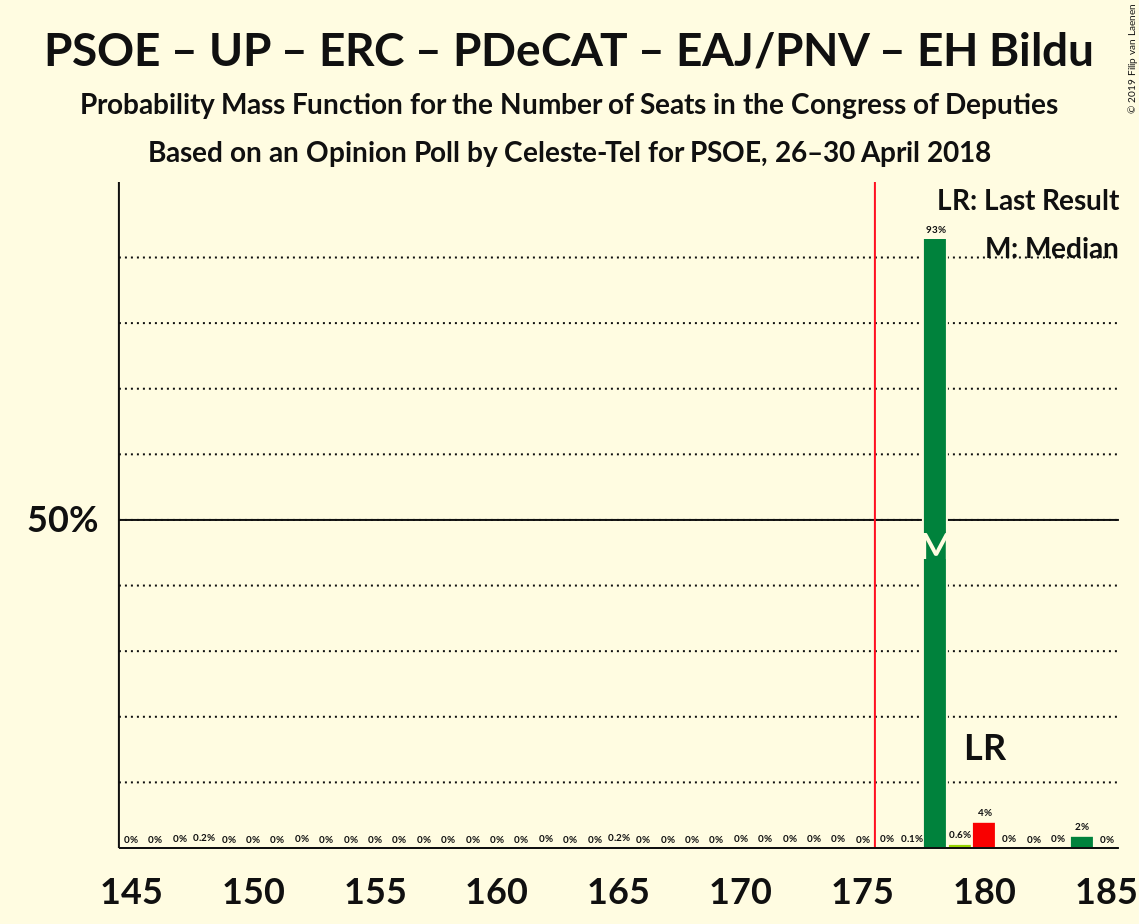 PSOE – UP – ERC – PDeCAT – EAJ/PNV – EH Bildu
Probability Mass Function for the Number of Seats in the Congress of Deputies
Based on an Opinion Poll by Celeste-Tel for PSOE, 26–30 April 2018
© 2019 Filip van Laenen
LR: Last Result
M: Median
93%
50%
M
LR
0% 0% 0% 0.2% 0% 0% 0% 0% 0% 0% 0% 0% 0% 0% 0% 0% 0% 0% 0% 0% 0.2% 0% 0% 0% 0% 0% 0% 0% 0% 0% 0% 0% 0.1% 0.6% 4% 0% 0% 0% 2% 0%
145 150 155 160 165 170 175 180 185